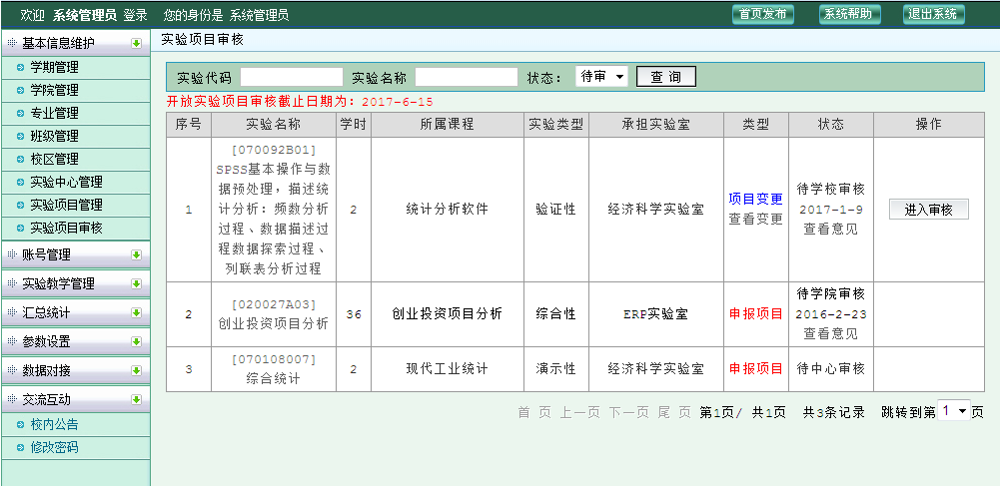 欢迎 系统管理员 登录 您的身份是 系统管理员 首页发布 系统帮助 退出系统
基本信息维护
学期管理
学院管理
专业管理
班级管理
校区管理
实验中心管理
实验项目管理
实验项目审核
账号管理
实验教学管理
汇总统计
参数设置
数据对接
交流互动
校内公告
修改密码
实验项目审核
实验代码 实验名称 状态： 待审 查 询
开放实验项目审核截止日期为：2017-6-15
序号 实验名称 学时 所属课程 实验类型 承担实验室 类型 状态 操作
[070092B01]
SPSS基本操作与数
据预处理，描述统
计分析：频数分析
过程、数据描述过
程数据探索过程、
列联表分析过程
1 2 统计分析软件 验证性 经济科学实验室
项目变更
查看变更
待学校审核
2017-1-9
查看意见
进入审核
[020027A03]
创业投资项目分析
2 36 创业投资项目分析 综合性 ERP实验室 申报项目
待学院审核
2016-2-23
查看意见
[070108007]
综合统计
3 2 现代工业统计 演示性 经济科学实验室 申报项目 待中心审核
首 页 上一页 下一页 尾 页 第1页/ 共1页 共3条记录 跳转到第 1 页